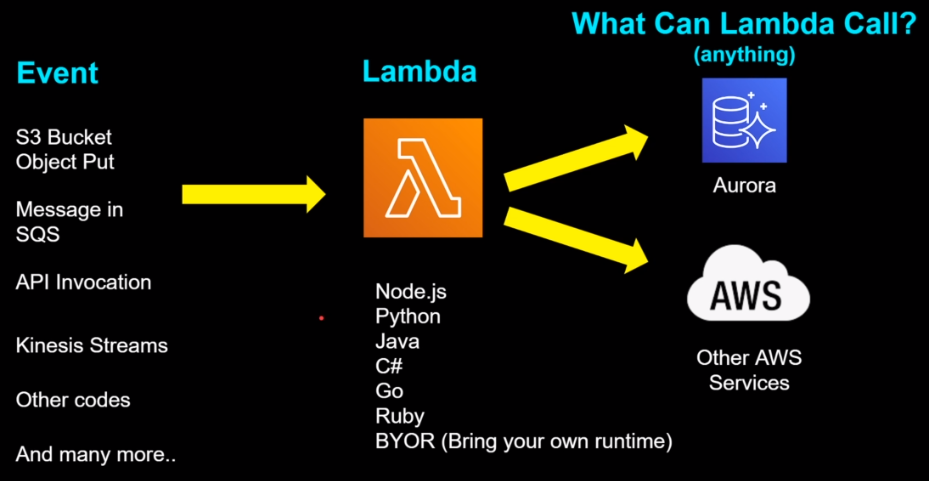 What Can Lambda Call?
(anything)
Event
S3 Bucket
Object Put
Message in
SQS
API Invocation
Kinesis Streams
Other codes
And many more..
Lambda
Node.js
Python
Java
C#
Go
Ruby
BYOR (Bring your own runtime)
Aurora
AWS
Other AWS
Services